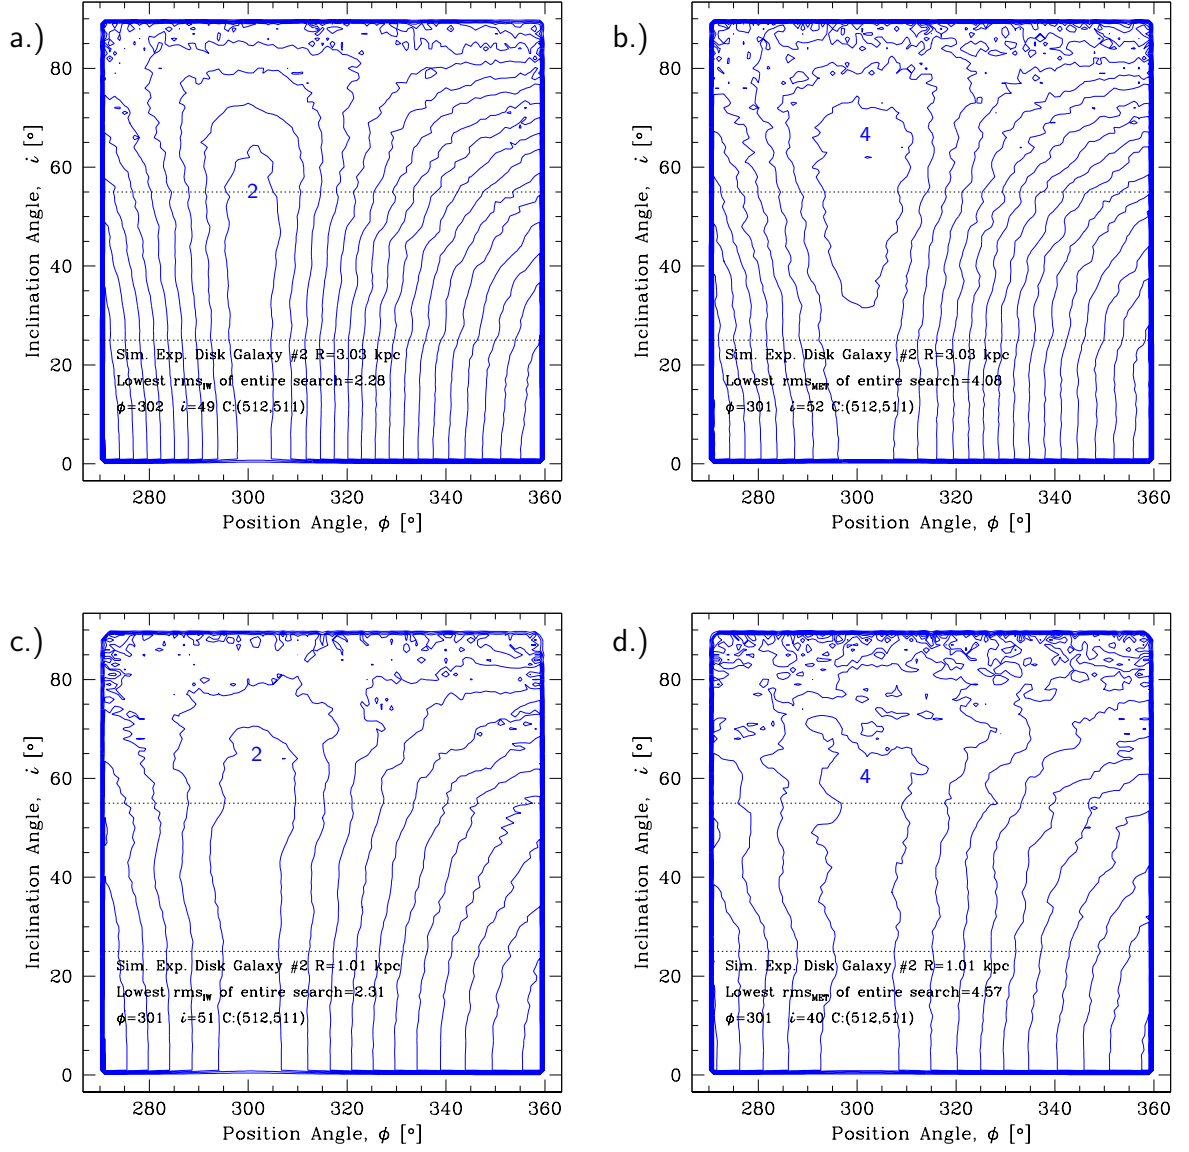 a.)
80
60
40
20
0
Inclination Angle, i [°]
2
Sim. Exp. Disk Galaxy #2 R=3.03 kpc
Lowest rms_IW of entire search=2.28
ϕ=302 i=49 C:(512,511)
280 300 320 340 360
Position Angle, ϕ [°]
b.)
80
60
40
20
0
Inclination Angle, i [°]
4
Sim. Exp. Disk Galaxy #2 R=3.03 kpc
Lowest rms_MET of entire search=4.08
ϕ=301 i=52 C:(512,511)
280 300 320 340 360
Position Angle, ϕ [°]
c.)
80
60
40
20
0
Inclination Angle, i [°]
2
Sim. Exp. Disk Galaxy #2 R=1.01 kpc
Lowest rms_IW of entire search=2.31
ϕ=301 i=51 C:(512,511)
280 300 320 340 360
Position Angle, ϕ [°]
d.)
80
60
40
20
0
Inclination Angle, i [°]
4
Sim. Exp. Disk Galaxy #2 R=1.01 kpc
Lowest rms_MET of entire search=4.57
ϕ=301 i=40 C:(512,511)
280 300 320 340 360
Position Angle, ϕ [°]